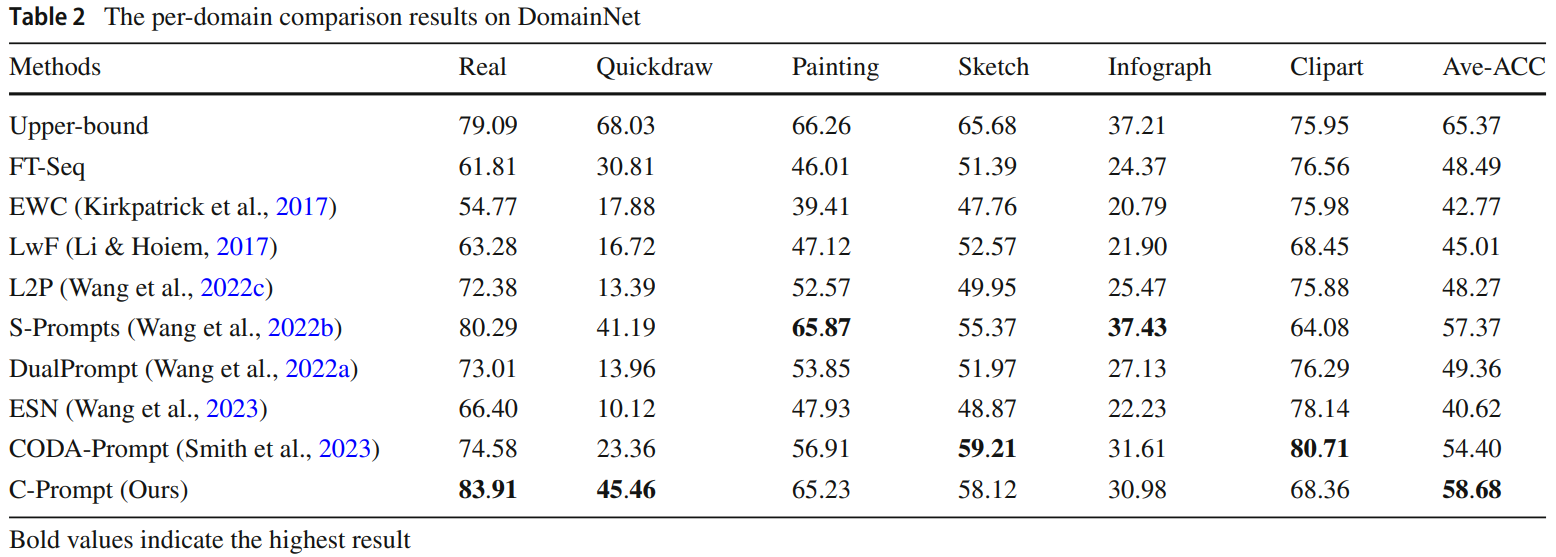 Table 2 The per-domain comparison results on DomainNet
Methods Real Quickdraw Painting Sketch Infograph Clipart Ave-ACC
Upper-bound 79.09 68.03 66.26 65.68 37.21 75.95 65.37
FT-Seq 61.81 30.81 46.01 51.39 24.37 76.56 48.49
EWC (Kirkpatrick et al., 2017) 54.77 17.88 39.41 47.76 20.79 75.98 42.77
LwF (Li & Hoiem, 2017) 63.28 16.72 47.12 52.57 21.90 68.45 45.01
L2P (Wang et al., 2022c) 72.38 13.39 52.57 49.95 25.47 75.88 48.27
S-Prompts (Wang et al., 2022b) 80.29 41.19 65.87 55.37 37.43 64.08 57.37
DualPrompt (Wang et al., 2022a) 73.01 13.96 53.85 51.97 27.13 76.29 49.36
ESN (Wang et al., 2023) 66.40 10.12 47.93 48.87 22.23 78.14 40.62
CODA-Prompt (Smith et al., 2023) 74.58 23.36 56.91 59.21 31.61 80.71 54.40
C-Prompt (Ours) 83.91 45.46 65.23 58.12 30.98 68.36 58.68
Bold values indicate the highest result